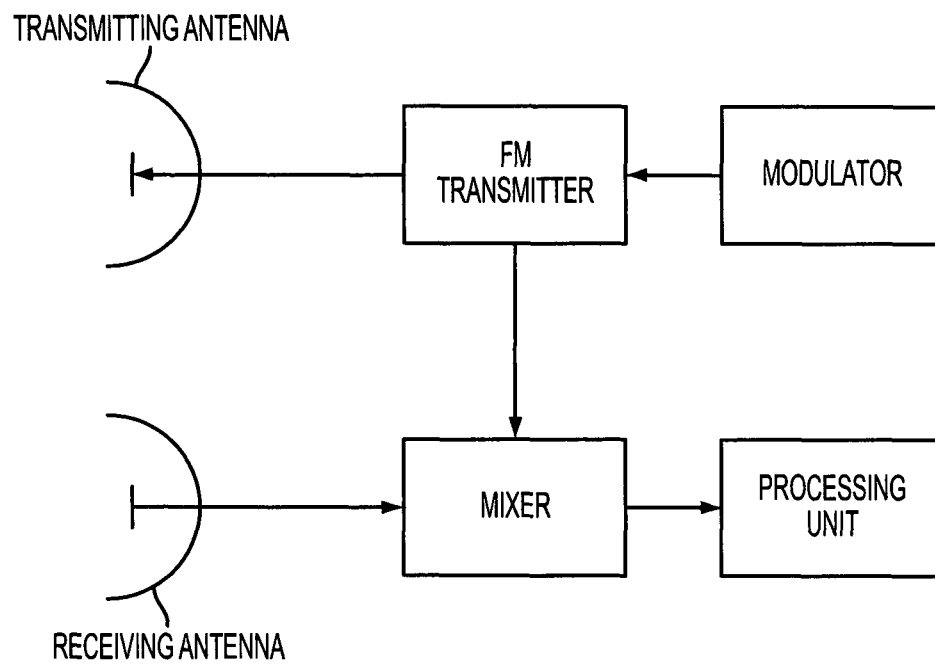 TRANSMITTING ANTENNA
FM
TRANSMITTER
MODULATOR
MIXER
PROCESSING
UNIT
RECEIVING ANTENNA